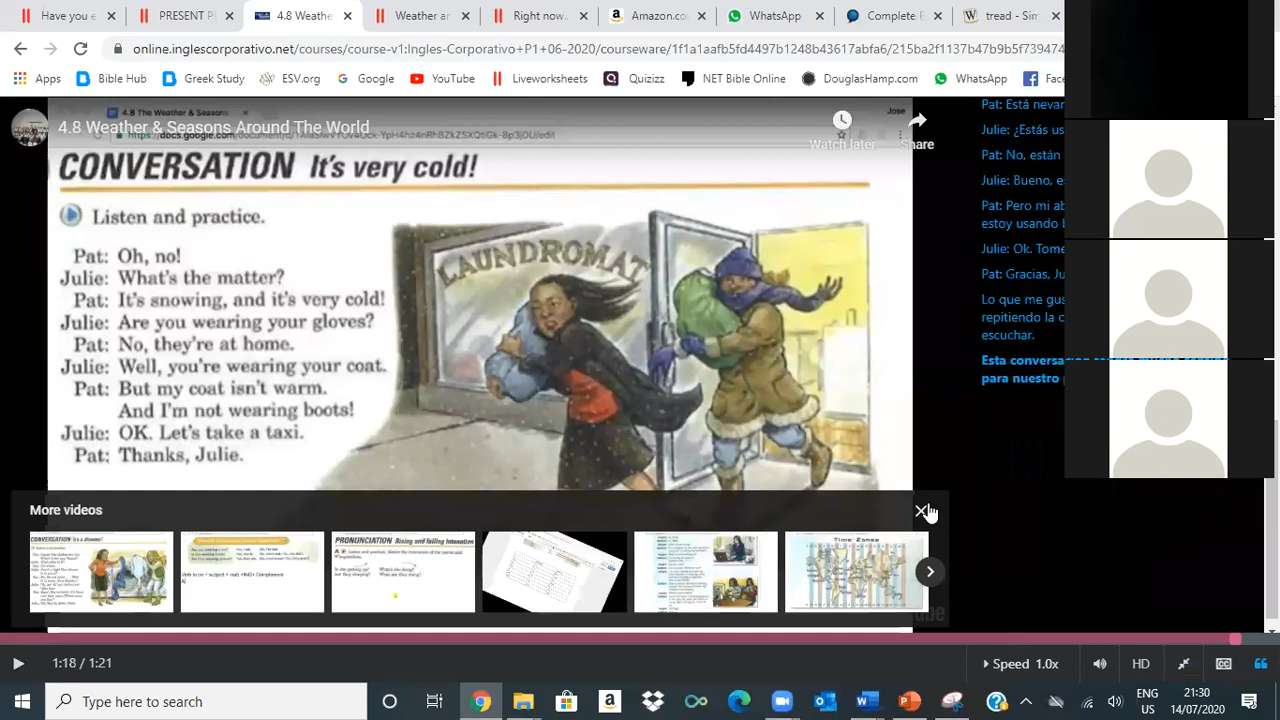 Have you now.
PRESENT P
4.8 Weathe
Weather ar
Right now..
Amazon.co
WhatsApp
Complete E
tread - Sim
online.inglescorporativo.net/courses/course-v1:Ingles-Corporativo+P1+06-2020/courseware/1f1a1aafb5fd4497b1248b43617abfa6/215ba2f1137b47b9b5f739474
Apps
Bible Hub
Greek Study
ESV.org
Google
YouTube
Liveworksheets
Quizizz
NET Bible Online
DouglasHamp.com
WhatsApp
Face
4.8 The Weather & Seasons
Jose
4.8 Weather & Seasons Around The World
Watch later
Share
CONVERSATION It's very cold!
Listen and practice.
Pat: Oh, no!
Julie: What's the matter?
Pat: It's snowing, and it's very cold!
Julie: Are you wearing your gloves?
Pat: No, they're at home.
Julie: Well, you're wearing your coat.
Pat: But my coat isn't warm.
And I'm not wearing boots!
Julie: OK. Let's take a taxi.
Pat: Thanks, Julie.
LAUNDROMAT
Pat: Está nevar
Julie: ¿Estás us
Pat: No, están
Julie: Bueno, e
Pat: Pero mi ab
estoy usando
Julie: Ok. Tome
Pat: Gracias, Ju
Lo que me gus
repitiendo la c
escuchar.
Esta conversa
para nuestro
More videos
PRONUNCIATION Rising and Falling Intonation
Time Zones
1:18 / 1:21
Speed 1.0x
HD
Type here to search
ENG
US
21:30
14/07/2020